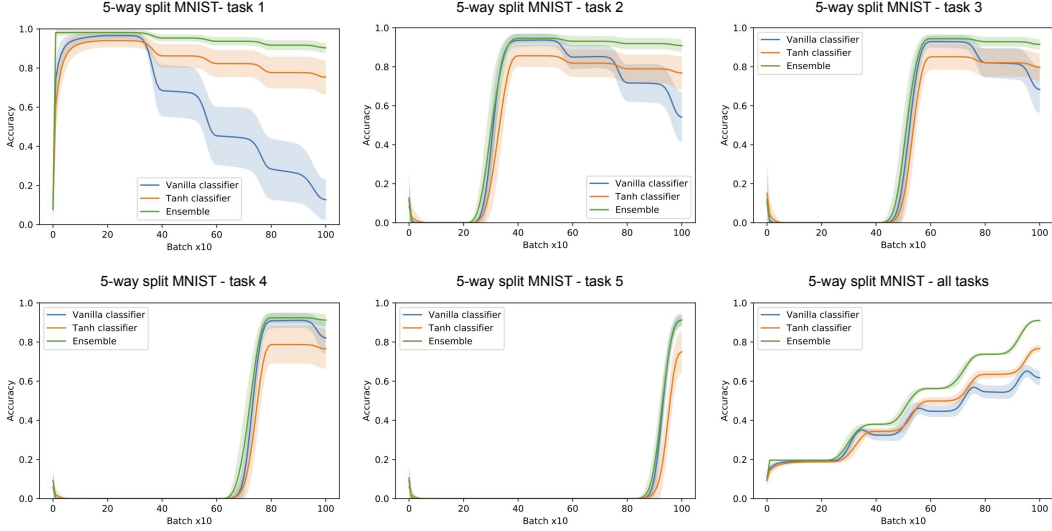 5-way split MNIST- task 1
1.0
0.8
0.6
0.4
0.2
0.0
Accuracy
Vanilla classifier
Tanh classifier
Ensemble
0 20 40 60 80 100
Batch x10
5-way split MNIST - task 2
1.0
0.8
0.6
0.4
0.2
0.0
Accuracy
Vanilla classifier
Tanh classifier
Ensemble
0 20 40 60 80 100
Batch x10
5-way split MNIST - task 3
1.0
0.8
0.6
0.4
0.2
0.0
Accuracy
Vanilla classifier
Tanh classifier
Ensemble
0 20 40 60 80 100
Batch x10
5-way split MNIST - task 4
1.0
0.8
0.6
0.4
0.2
0.0
Accuracy
Vanilla classifier
Tanh classifier
Ensemble
0 20 40 60 80 100
Batch x10
5-way split MNIST - task 5
1.0
0.8
0.6
0.4
0.2
0.0
Accuracy
Vanilla classifier
Tanh classifier
Ensemble
0 20 40 60 80 100
Batch x10
5-way split MNIST - all tasks
1.0
0.8
0.6
0.4
0.2
0.0
Accuracy
Vanilla classifier
Tanh classifier
Ensemble
0 20 40 60 80 100
Batch x10